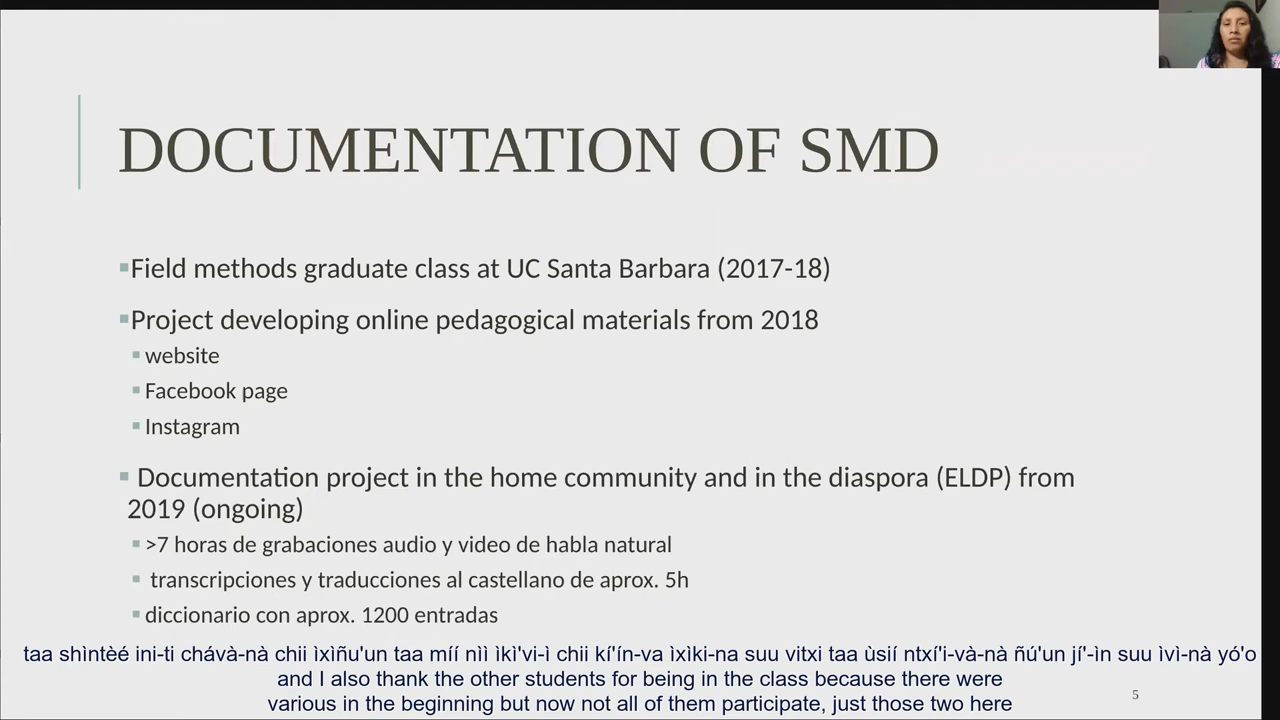 DOCUMENTATION OF SMD
Field methods graduate class at UC Santa Barbara (2017-18)
Project developing online pedagogical materials from 2018
website
Facebook page
Instagram
Documentation project in the home community and in the diaspora (ELDP) from
2019 (ongoing)
>7 horas de grabaciones audio y video de habla natural
transcripciones y traducciones al castellano de aprox. 5h
diccionario con aprox. 1200 entradas
taa shìntèé ini-ti chávà-nà chii ìxìñu'un taa míí nìì ìkì'vi-ì chii kí'ín-va ìxìki-na suu vitxi taa ùsií ntxí'i-và-nà ñú'un jí'-ìn suu ìvì-nà yó'o
and I also thank the other students for being in the class because there were
various in the beginning but now not all of them participate, just those two here
5